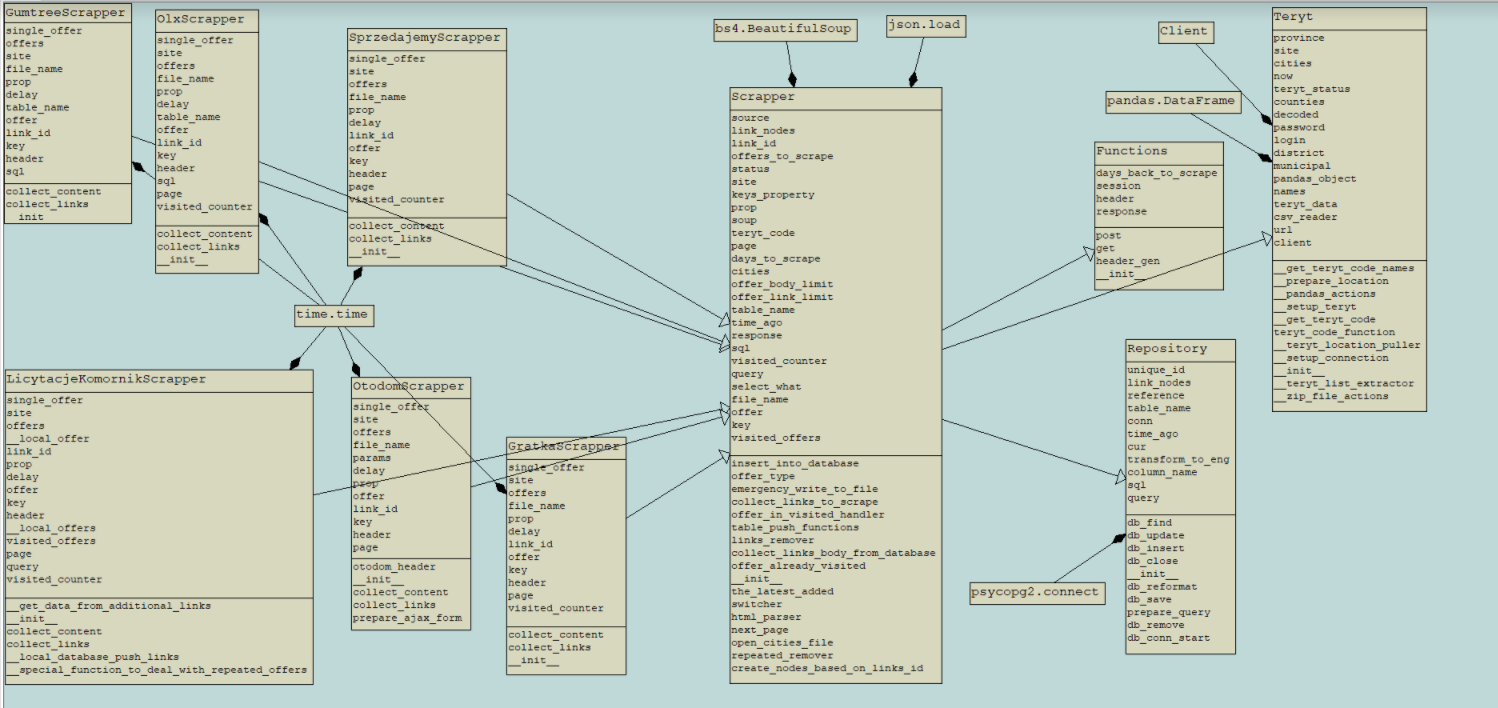 GumtreeScrapper
single_offer
offers
site
file_name
prop
delay
table_name
offer
link_id
key
header
sql
collect_content
collect_links
__init__
OlxScrapper
single_offer
site
offers
file_name
prop
delay
table_name
offer
link_id
key
header
sql
page
visited_counter
collect_content
collect_links
__init__
SprzedajemyScrapper
single_offer
site
offers
file_name
prop
delay
link_id
offer
key
header
page
visited_counter
collect_content
collect_links
__init__
time.time
LicytacjeKomornikScrapper
single_offer
site
offers
__local_offer
link_id
prop
delay
offer
key
header
__local_offers
visited_offers
page
query
visited_counter
__get_data_from_additional_links
__init__
collect_content
collect_links
__local_database_push_links
__special_function_to_deal_with_repeated_offers
OtodomScrapper
single_offer
site
offers
file_name
params
delay
prop
offer
link_id
key
header
page
otodom_header
__init__
collect_content
collect_links
prepare_ajax_form
GratkaScrapper
single_offer
site
offers
file_name
prop
delay
link_id
offer
key
header
page
visited_counter
collect_content
collect_links
__init__
bs4.BeautifulSoup
json.load
Scrapper
source
link_nodes
link_id
offers_to_scrape
status
site
keys_property
prop
soup
teryt_code
page
days_to_scrape
cities
offer_body_limit
offer_link_limit
table_name
time_ago
response
sql
visited_counter
query
select_what
file_name
offer
key
visited_offers
insert_into_database
offer_type
emergency_write_to_file
collect_links_to_scrape
offer_in_visited_handler
table_push_functions
links_remover
collect_links_body_from_database
offer_already_visited
__init__
the_latest_added
switcher
html_parser
next_page
open_cities_file
repeated_remover
create_nodes_based_on_links_id
Client
pandas.DataFrame
Functions
days_back_to_scrape
session
header
response
post
get
header_gen
__init__
Teryt
province
site
cities
now
teryt_status
counties
decoded
password
login
district
municipal
pandas_object
names
teryt_data
csv_reader
url
client
__get_teryt_code_names
__prepare_location
__pandas_actions
__setup_teryt
__get_teryt_code
teryt_code_function
__teryt_location_puller
__setup_connection
__init__
__teryt_list_extractor
__zip_file_actions
Repository
unique_id
link_nodes
reference
table_name
conn
time_ago
cur
transform_to_eng
column_name
sql
query
db_find
db_update
db_insert
db_close
__init__
db_reformat
db_save
prepare_query
db_remove
db_conn_start
psycopg2.connect